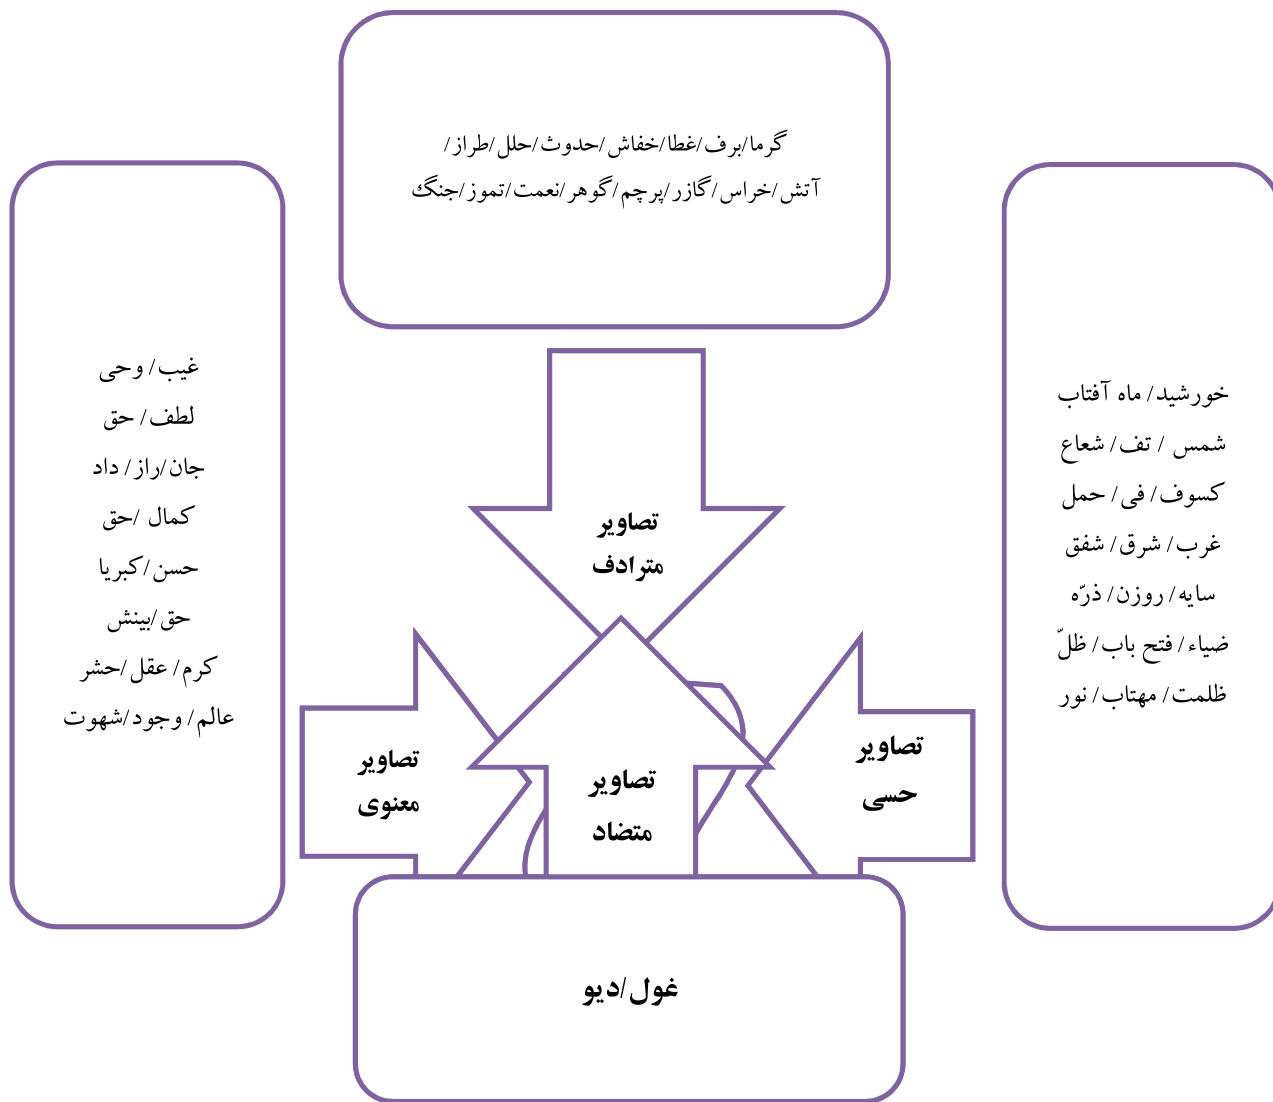 گرما/برف/غطا/خفاش/حدوث/حلل/طراز/
آتش/خراس/گازر/پرچم/گوهر/نعمت/تموز/جنگ
خورشید/ ماه آفتاب
شمس / تف/ شعاع
کسوف/ فی/ حمل
غرب/ شرق/ شفق
سایه/ روزن/ ذرّه
ضیاء/ فتح باب/ ظلّ
ظلمت/ مهتاب/ نور
غیب/ وحی
لطف/ حق
جان/راز/ داد
کمال /حق
حسن/کبریا
حق/بینش
کرم/ عقل/حشر
عالم/ وجود/شهوت
تصاویر
مترادف
تصاویر
حسی
تصاویر
متضاد
تصاویر
معنوی
غول/دیو